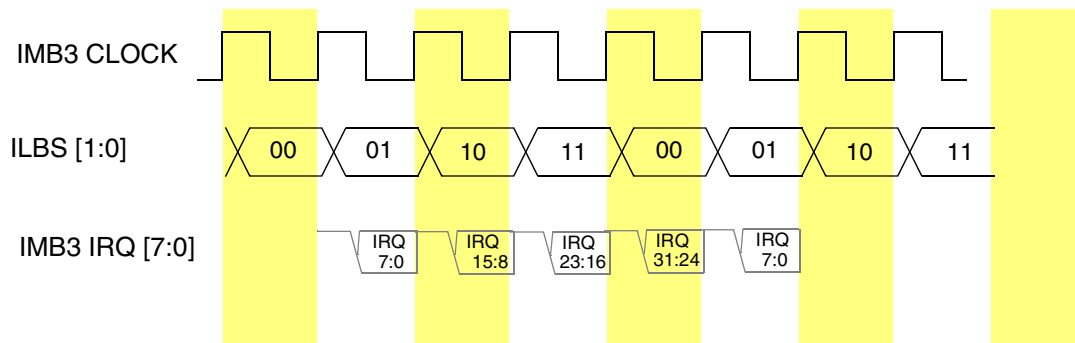 IMB3 CLOCK
ILBS [1:0]
00
01
10
11
00
01
10
11
IMB3 IRQ [7:0]
IRQ
7:0
IRQ
15:8
IRQ
23:16
IRQ
31:24
IRQ
7:0